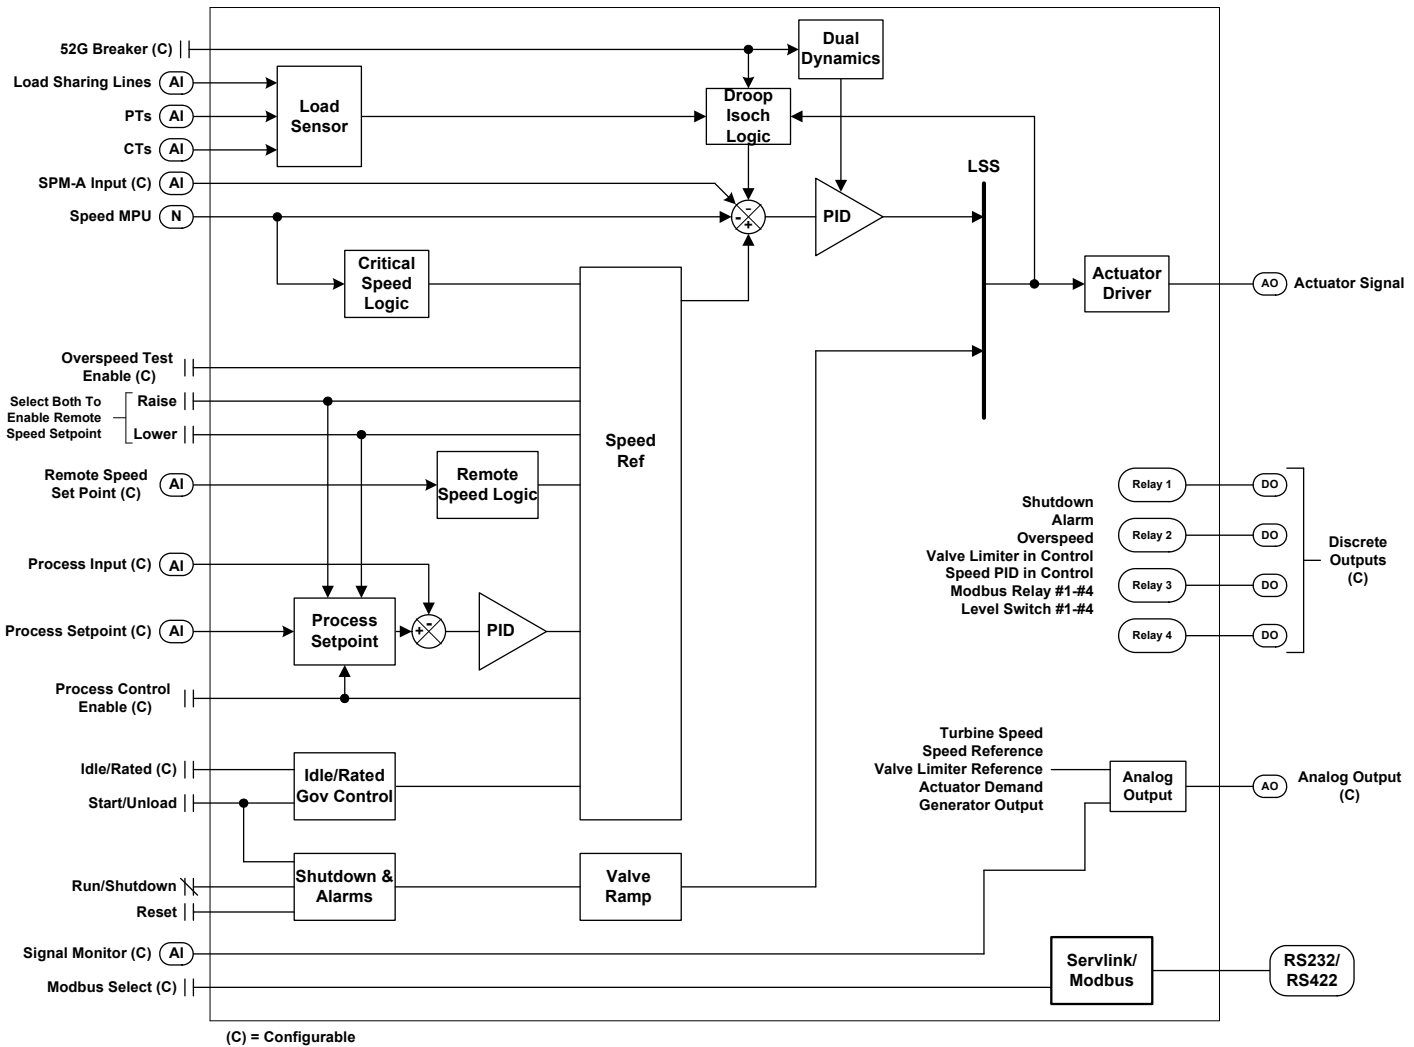 52G Breaker (C)
Load Sharing Lines
AI
PTs
AI
CTs
AI
SPM-A Input (C)
AI
Speed MPU
N
Load
Sensor
Dual
Dynamics
Droop
Isoch
Logic
-
-
+
PID
LSS
Critical
Speed
Logic
Actuator
Driver
AO
Actuator Signal
Overspeed Test
Enable (C)
Select Both To
Enable Remote
Speed Setpoint
Raise
Lower
Remote Speed
Set Point (C)
AI
Remote
Speed Logic
Speed
Ref
Process Input (C)
AI
Process Setpoint (C)
AI
Process
Setpoint
+
-
PID
Process Control
Enable (C)
Idle/Rated (C)
Start/Unload
Idle/Rated
Gov Control
Run/Shutdown
Reset
Shutdown &
Alarms
Valve
Ramp
Signal Monitor (C)
AI
Modbus Select (C)
Shutdown
Alarm
Overspeed
Valve Limiter in Control
Speed PID in Control
Modbus Relay #1-#4
Level Switch #1-#4
Relay 1
DO
Relay 2
DO
Relay 3
DO
Relay 4
DO
Discrete
Outputs
(C)
Turbine Speed
Speed Reference
Valve Limiter Reference
Actuator Demand
Generator Output
Analog
Output
AO
Analog Output
(C)
Servlink/
Modbus
RS232/
RS422
(C) = Configurable